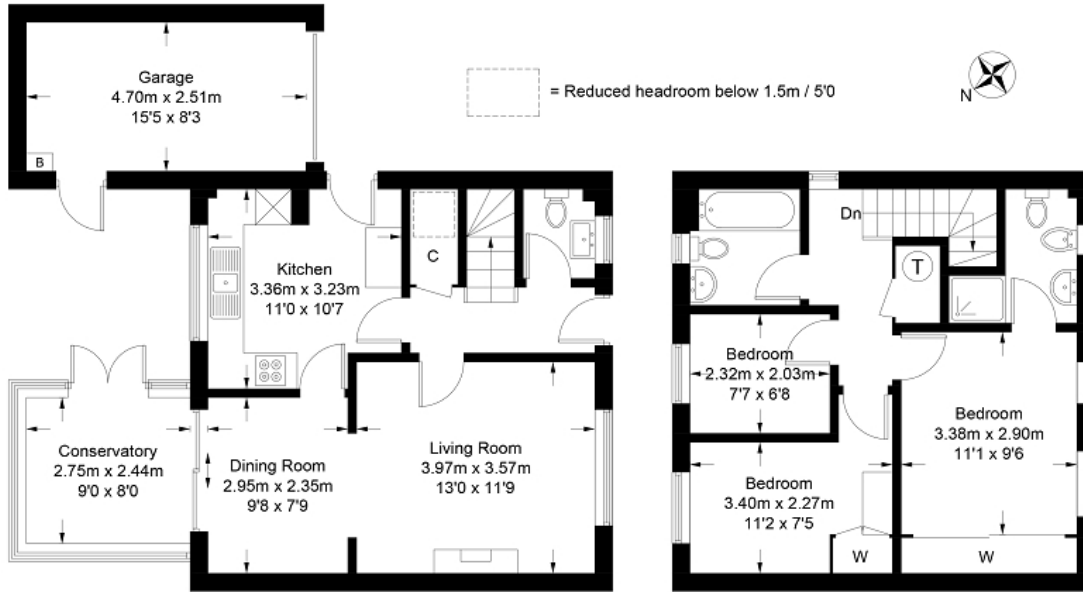 Garage
4.70m x 2.51m
15'5 x 8'3
B
= Reduced headroom below 1.5m / 5'0
N
Kitchen
3.36m x 3.23m
11'0 x 10'7
C
Conservatory
2.75m x 2.44m
9'0 x 8'0
Dining Room
2.95m x 2.35m
9'8 x 7'9
Living Room
3.97m x 3.57m
13'0 x 11'9
Dn
T
Bedroom
2.32m x 2.03m
7'7 x 6'8
Bedroom
3.38m x 2.90m
11'1 x 9'6
Bedroom
3.40m x 2.27m
11'2 x 7'5
W
W